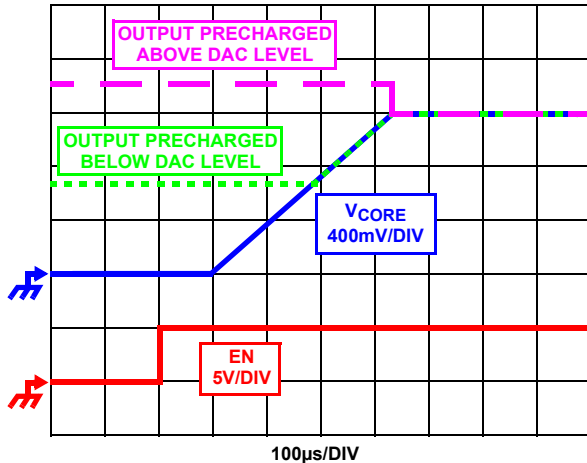 OUTPUT PRECHARGED
ABOVE DAC LEVEL
OUTPUT PRECHARGED
BELOW DAC LEVEL
VCORE
400mV/DIV
EN
5V/DIV
100µs/DIV